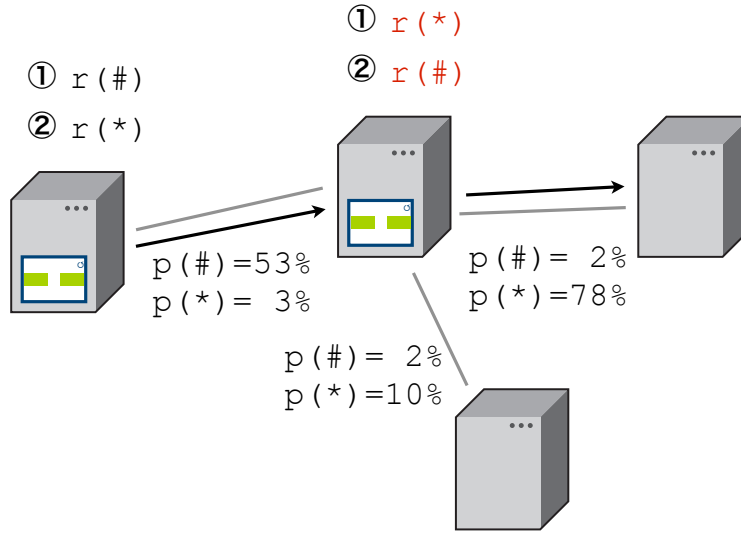 ① r(*)
② r(#)
① r(#)
② r(*)
p(#)=53%
p(*)= 3%
p(#)= 2%
p(*)=78%
p(#)= 2%
p(*)=10%